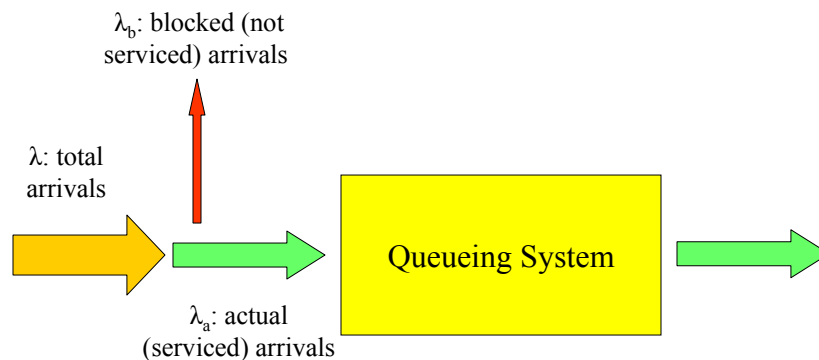 λb: blocked (not
serviced) arrivals
λ: total
arrivals
Queueing System
λa: actual
(serviced) arrivals